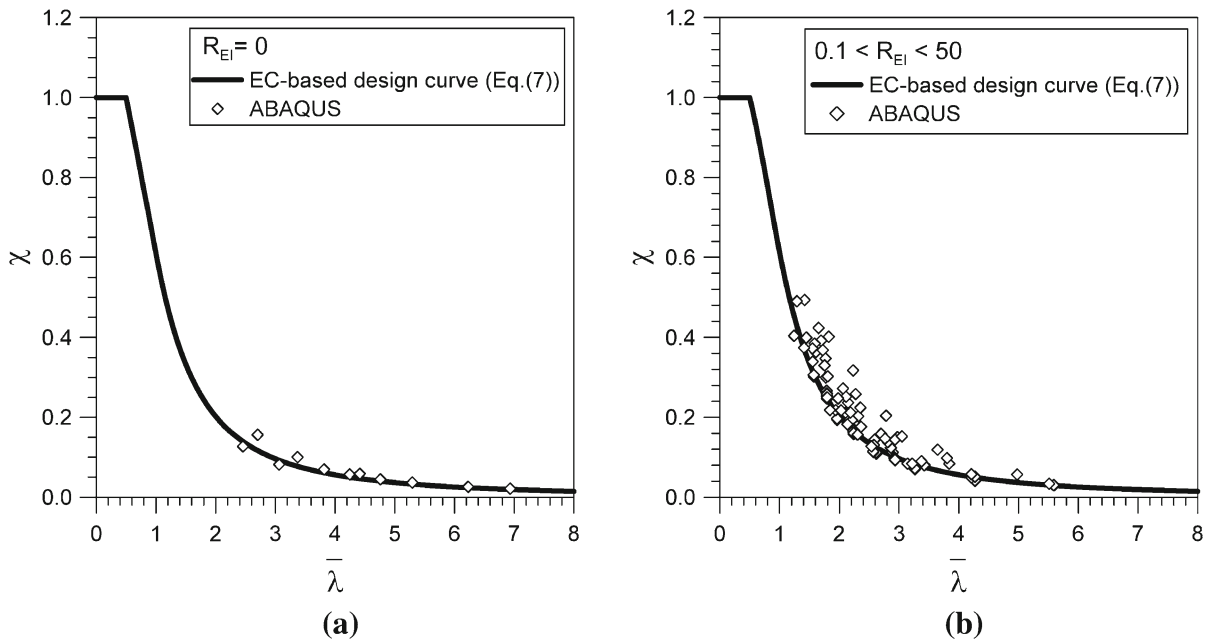 1.2
1.0
0.8
0.6
0.4
0.2
0.0
χ
R_EI = 0
EC-based design curve (Eq.(7))
ABAQUS
0 1 2 3 4 5 6 7 8
λ̅
(a)
1.2
1.0
0.8
0.6
0.4
0.2
0.0
χ
0.1 < R_EI < 50
EC-based design curve (Eq.(7))
ABAQUS
0 1 2 3 4 5 6 7 8
λ̅
(b)